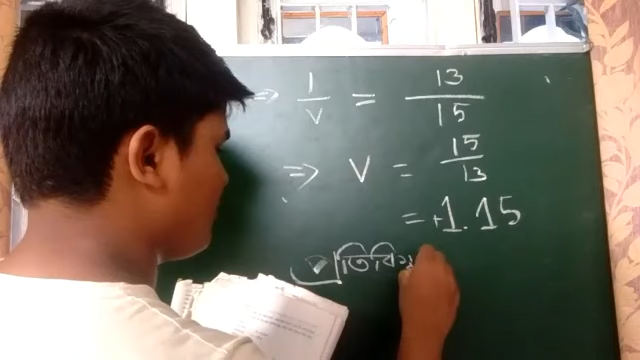 ⇒ 1/v = 13/15
⇒ V = 15/13
= +1.15
প্রতিবি